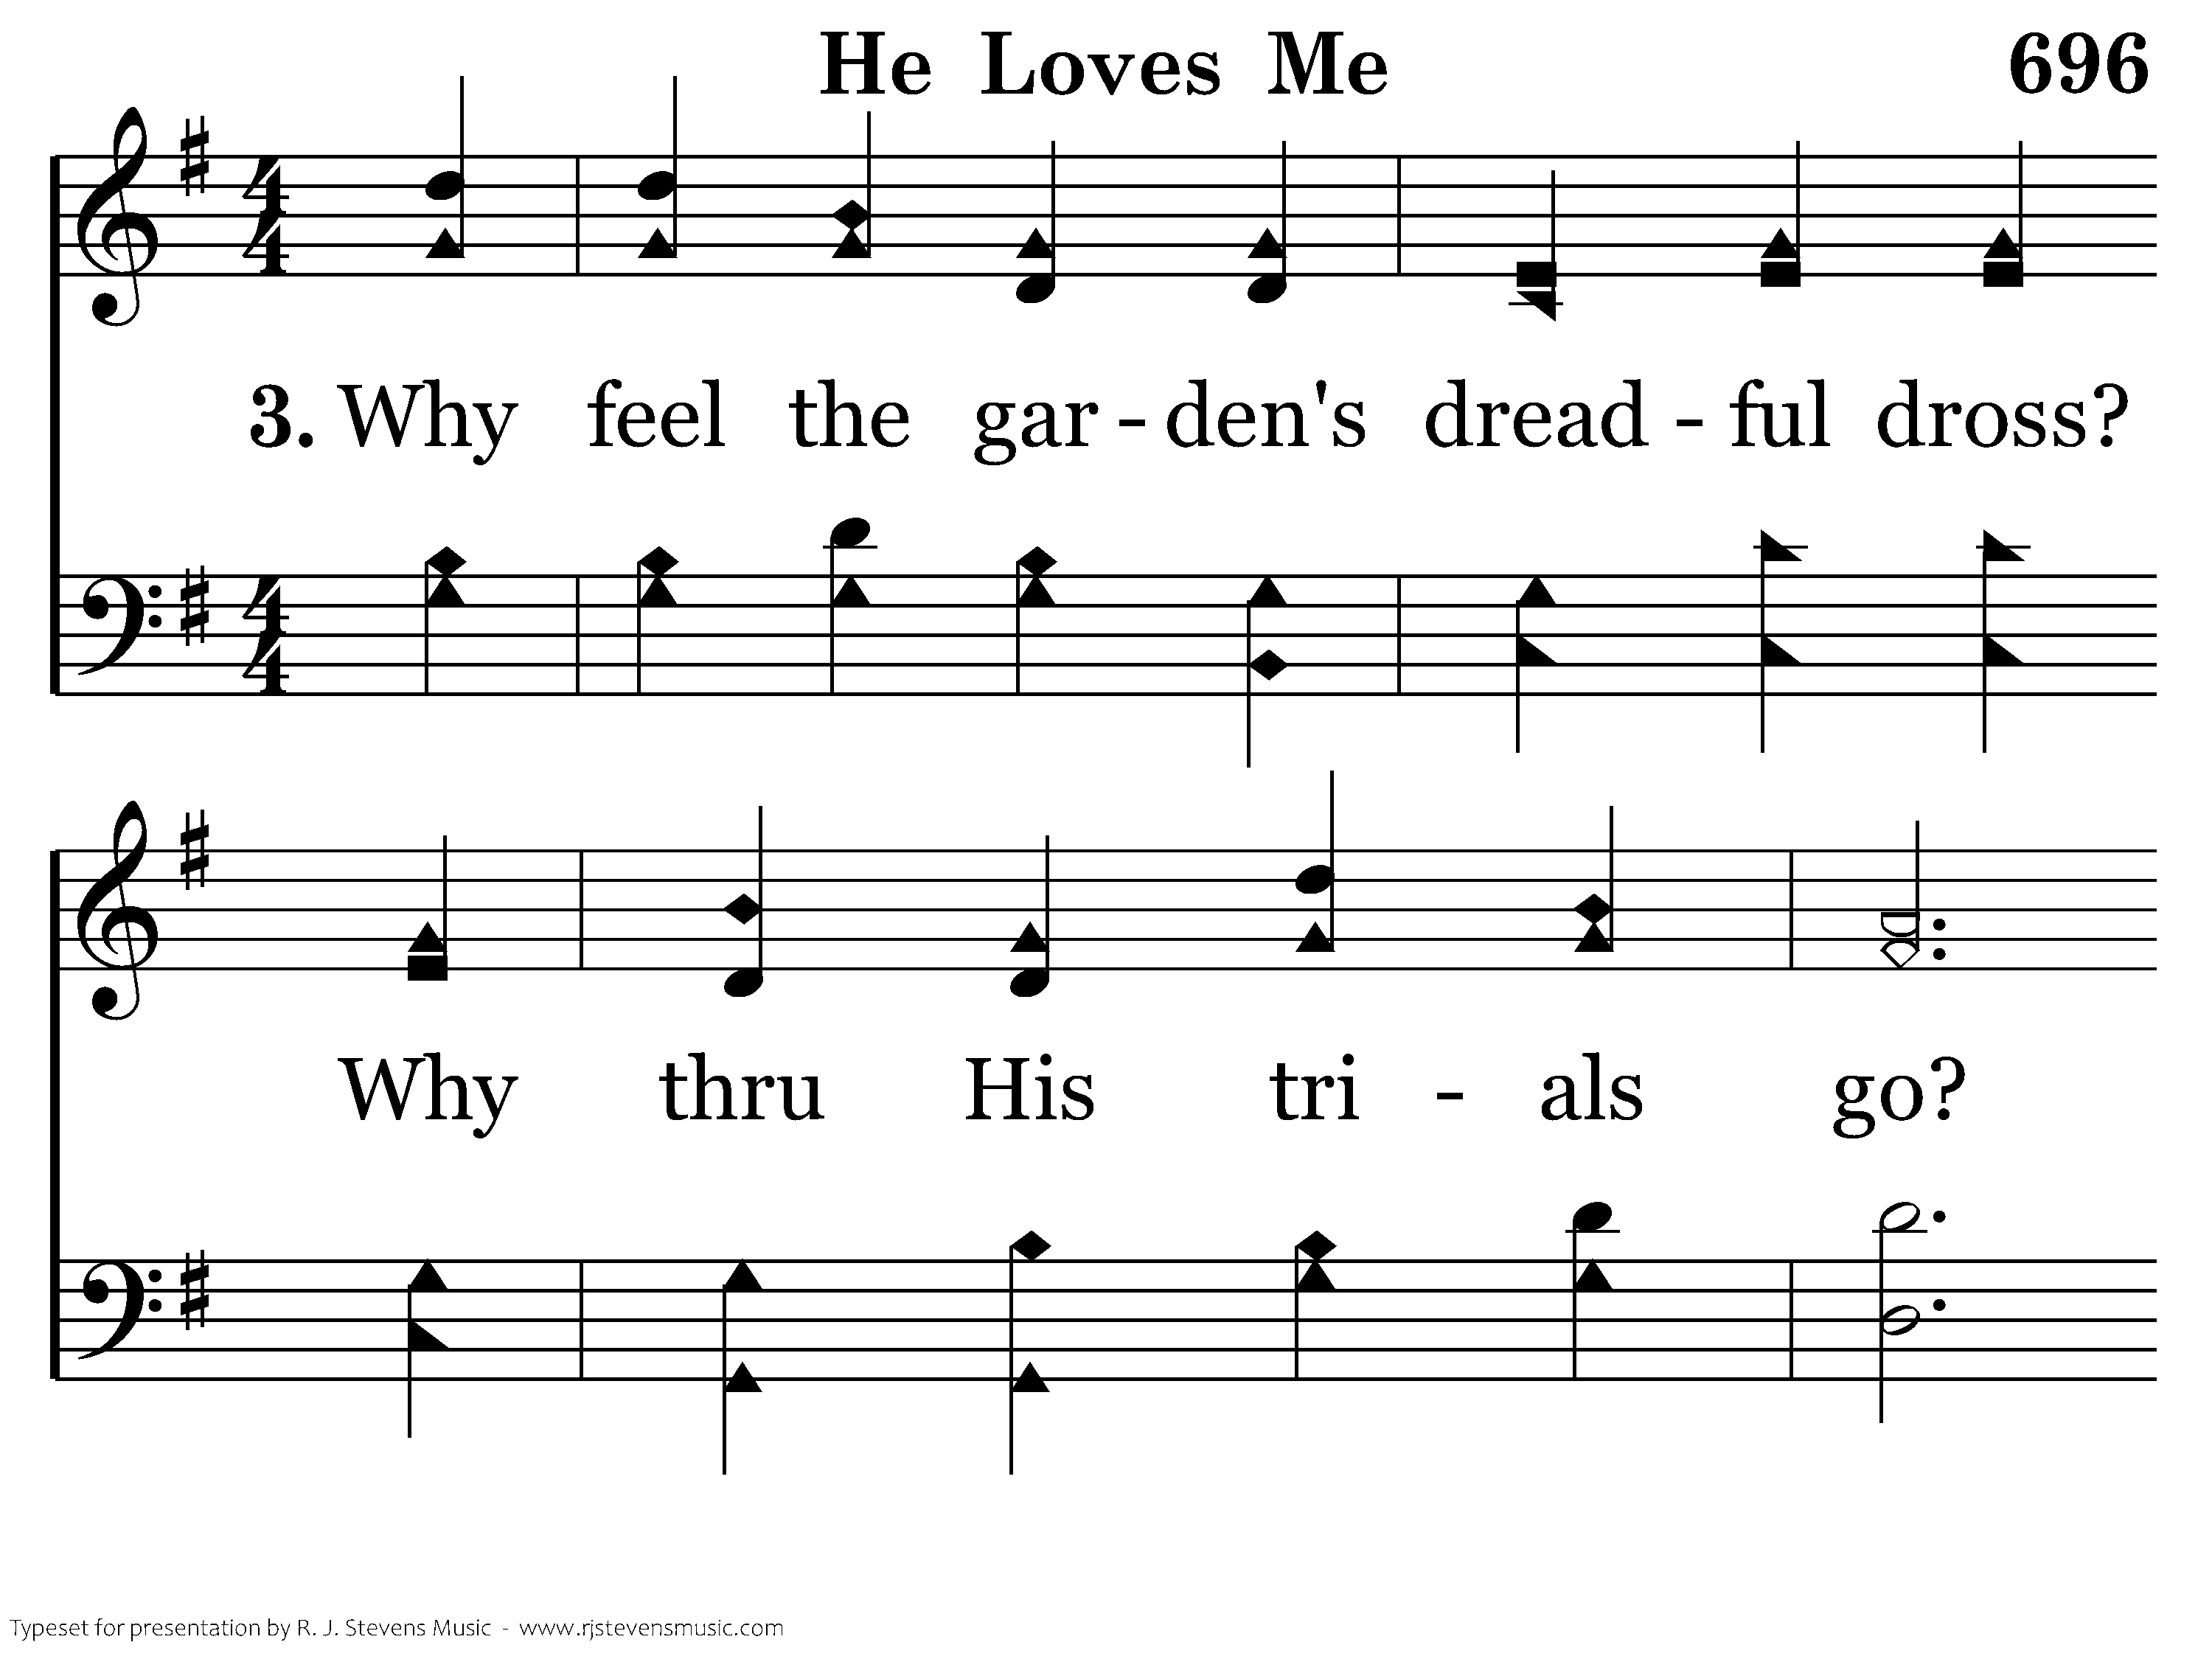 He Loves Me 696
3. Why feel the gar - den's dread - ful dross?
Why thru His tri - als go?
Typeset for presentation by R. J. Stevens Music - www.rjstevensmusic.com